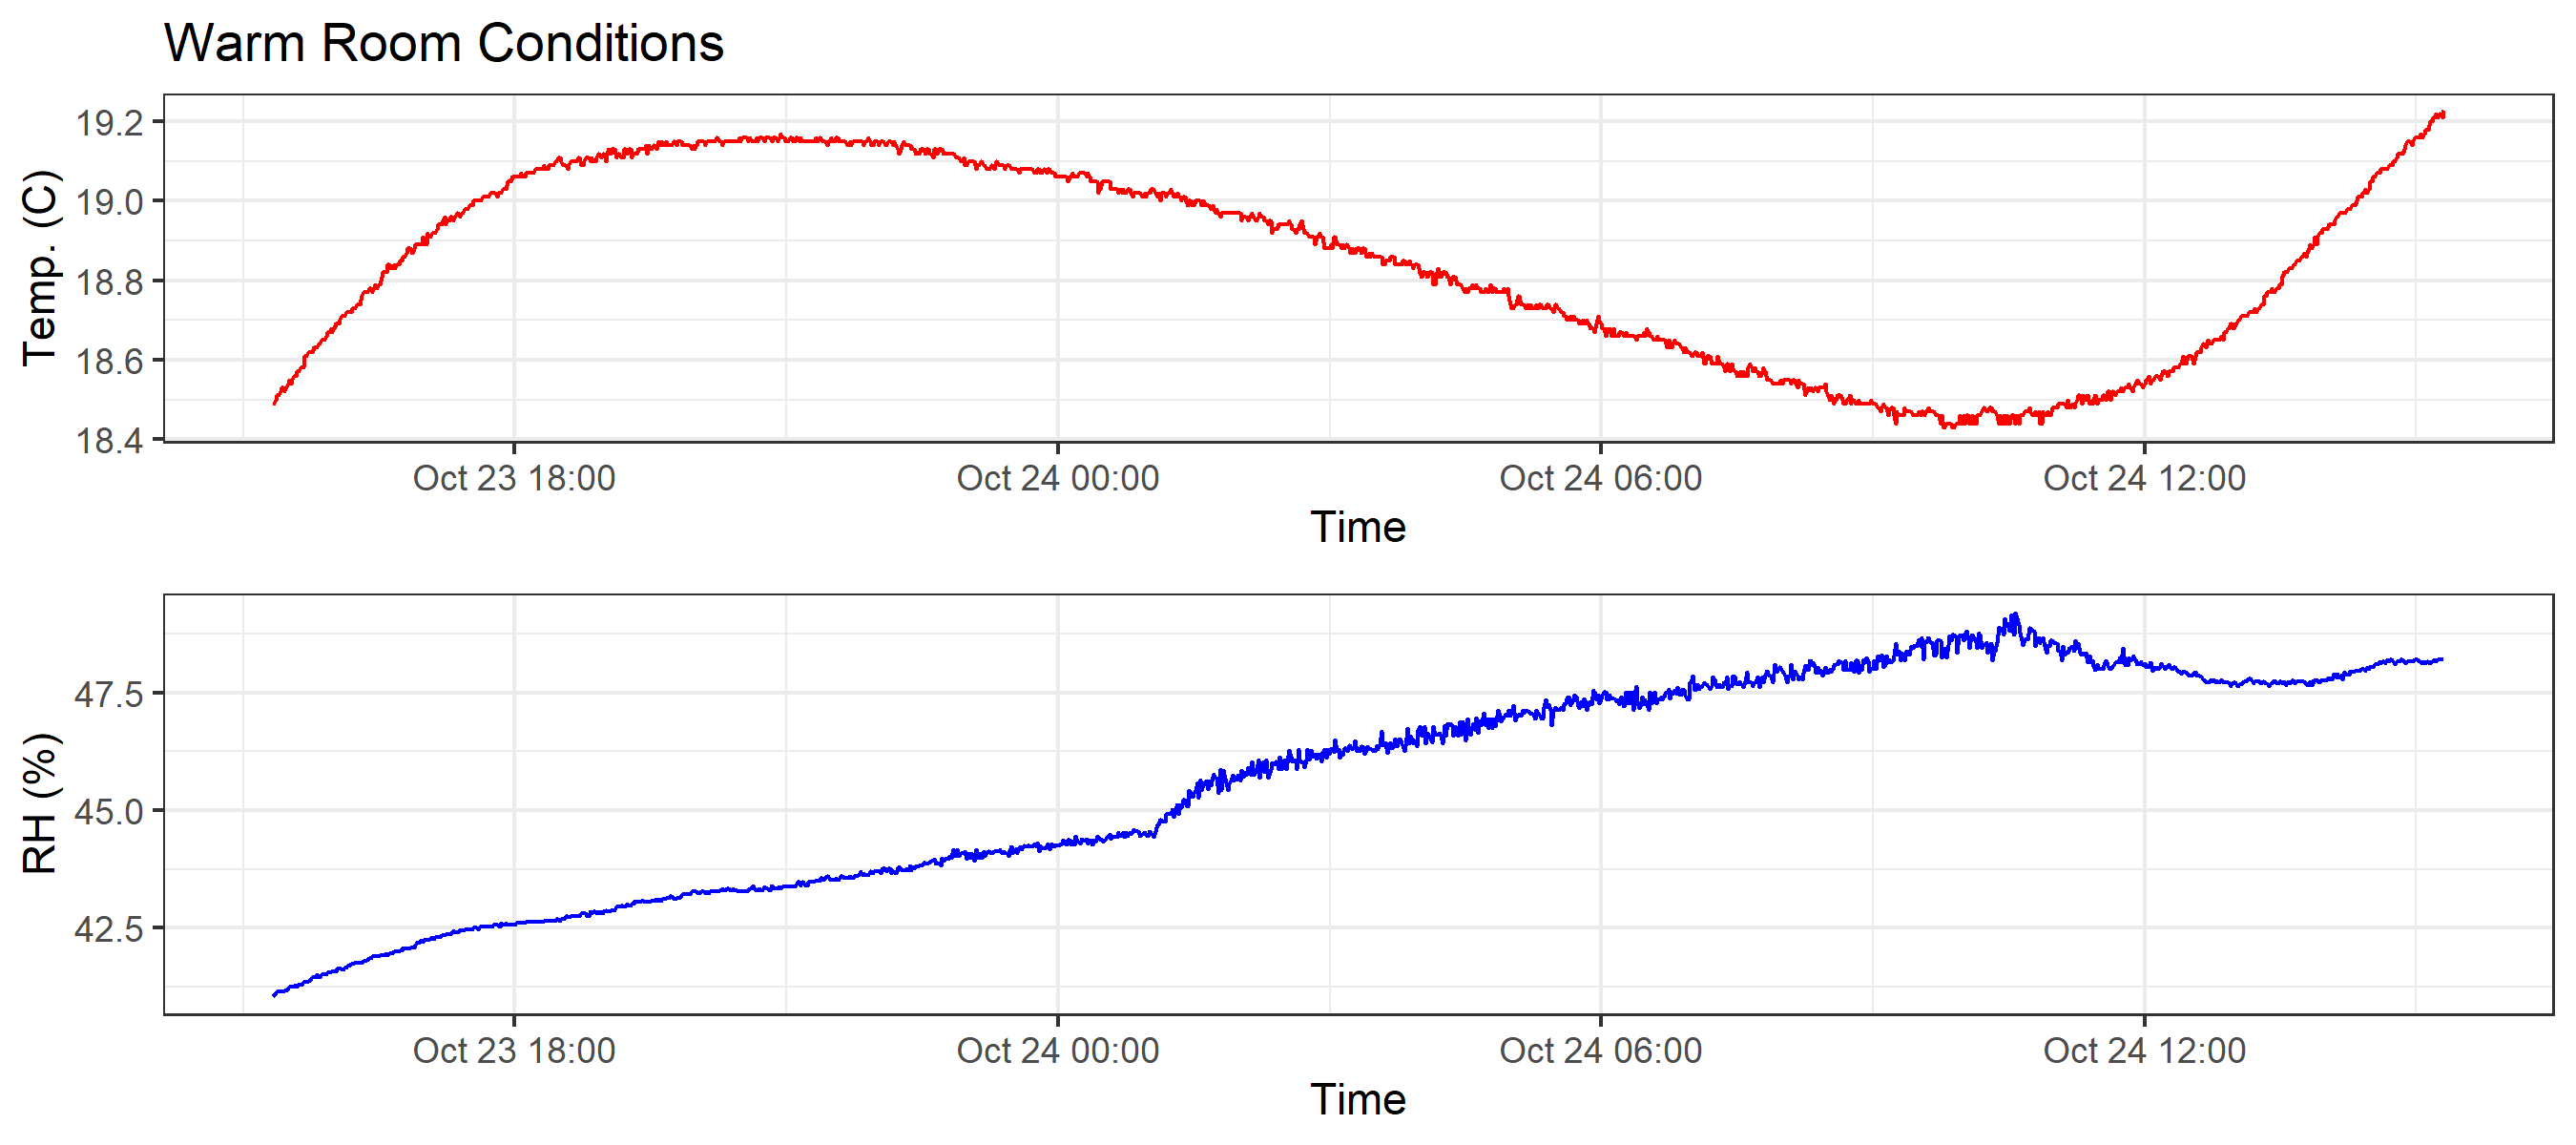 Warm Room Conditions
Temp. (C)
19.2
19.0
18.8
18.6
18.4
Oct 23 18:00 Oct 24 00:00 Oct 24 06:00 Oct 24 12:00
Time
RH (%)
47.5
45.0
42.5
Oct 23 18:00 Oct 24 00:00 Oct 24 06:00 Oct 24 12:00
Time